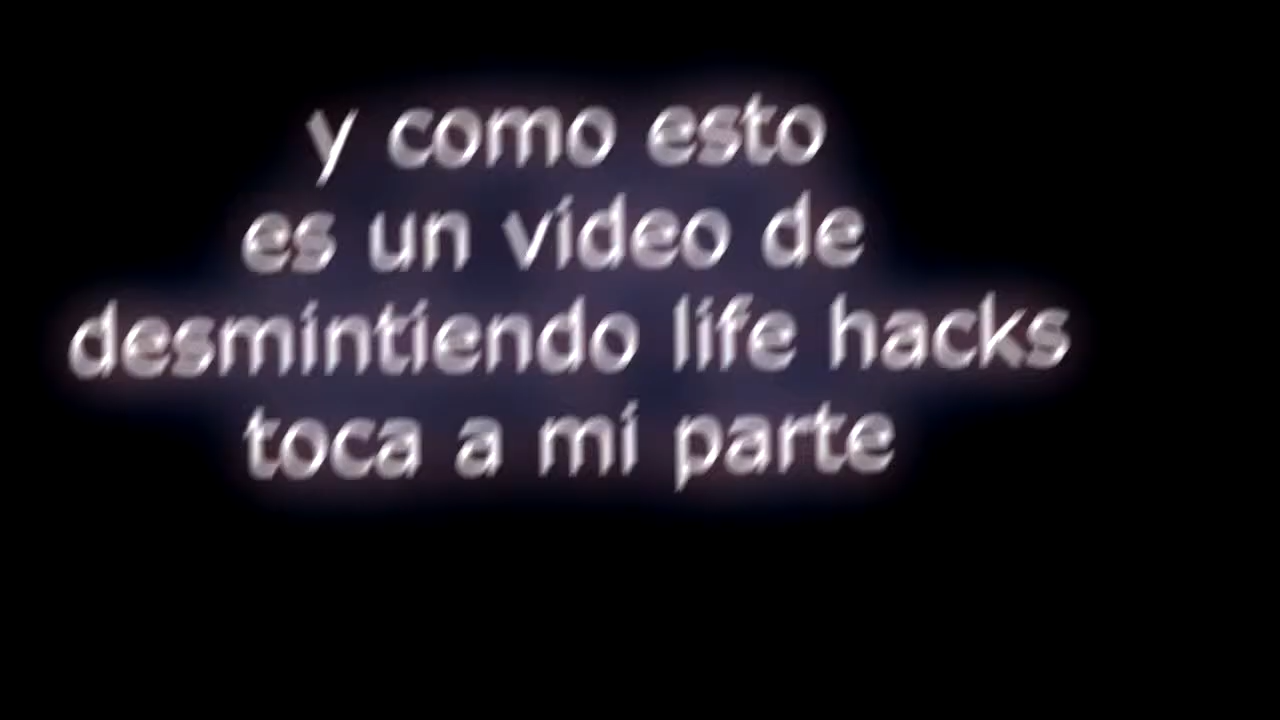 y como esto
es un video de
desmintiendo life hacks
toca a mi parte